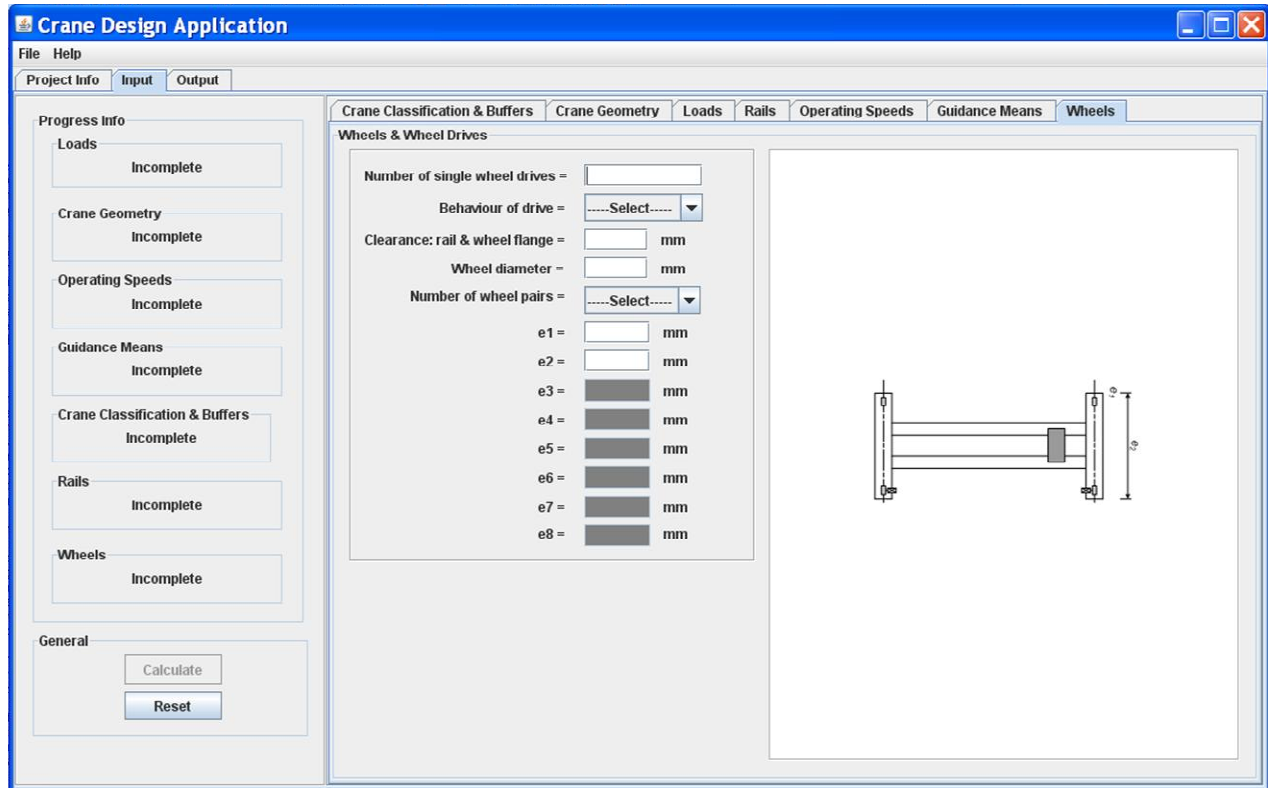 Crane Design Application
File Help
Project Info Input Output
Progress Info
Loads
Incomplete
Crane Geometry
Incomplete
Operating Speeds
Incomplete
Guidance Means
Incomplete
Crane Classification & Buffers
Incomplete
Rails
Incomplete
Wheels
Incomplete
General
Calculate
Reset
Crane Classification & Buffers Crane Geometry Loads Rails Operating Speeds Guidance Means Wheels
Wheels & Wheel Drives
Number of single wheel drives =
Behaviour of drive = -----Select-----
Clearance: rail & wheel flange = mm
Wheel diameter = mm
Number of wheel pairs = -----Select-----
e1 = mm
e2 = mm
e3 = mm
e4 = mm
e5 = mm
e6 = mm
e7 = mm
e8 = mm
e1
e2